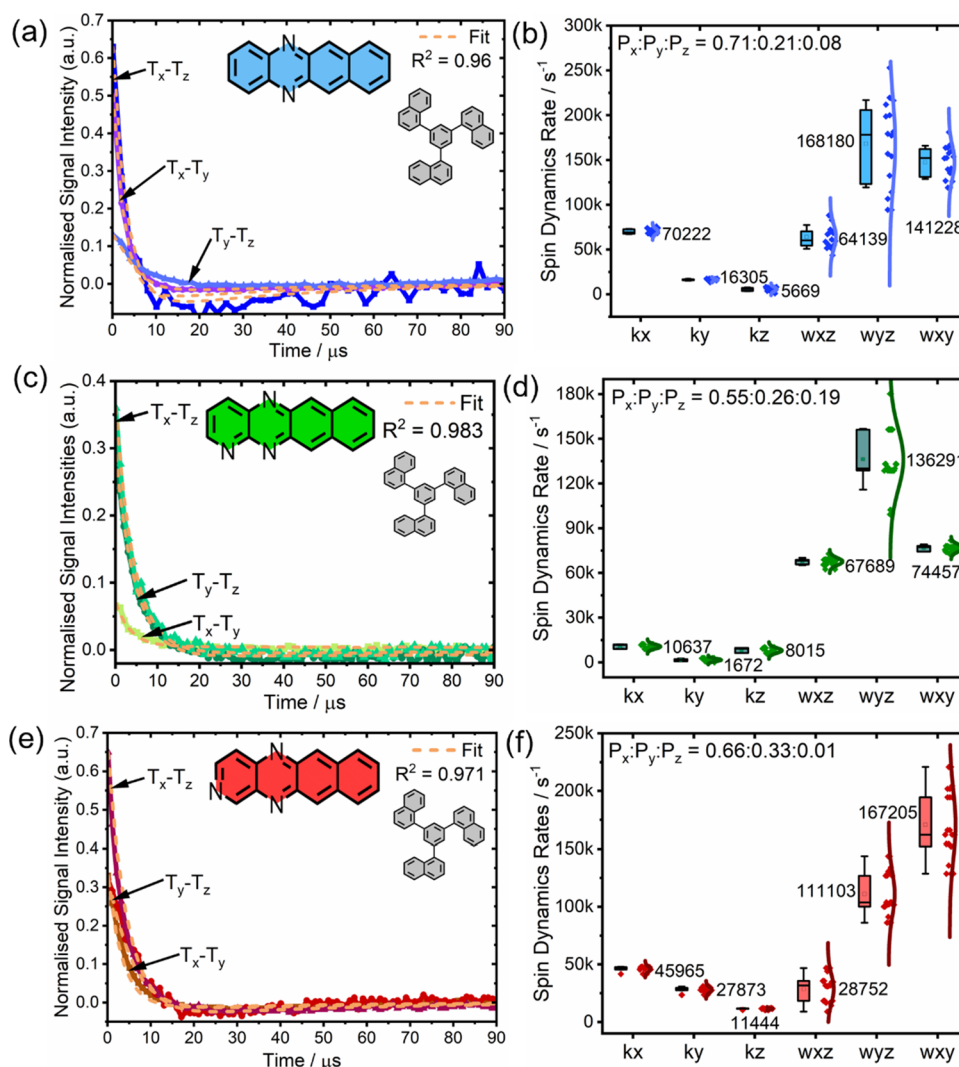 (a)
Normalised Signal Intensity (a.u.)
0.7
0.6
0.5
0.4
0.3
0.2
0.1
0.0
Tx-Tz
Tx-Ty
Ty-Tz
N
N
Fit
R² = 0.96
0 10 20 30 40 50 60 70 80 90
Time / μs
(b)
Spin Dynamics Rate / s⁻¹
Px:Py:Pz = 0.71:0.21:0.08
300k
250k
200k
150k
100k
50k
0
70222
16305
5669
64139
168180
141228
kx ky kz wxz wyz wxy
(c)
Normalised Signal Intensities (a.u.)
0.4
0.3
0.2
0.1
0.0
Tx-Tz
Ty-Tz
Tx-Ty
N
N
N
Fit
R² = 0.983
0 10 20 30 40 50 60 70 80 90
Time / μs
(d)
Spin Dynamics Rate / s⁻¹
Px:Py:Pz = 0.55:0.26:0.19
180k
150k
120k
90k
60k
30k
0
10637
1672
8015
67689
136291
74457
kx ky kz wxz wyz wxy
(e)
Normalised Signal Intensity (a.u.)
0.7
0.6
0.5
0.4
0.3
0.2
0.1
0.0
Tx-Tz
Ty-Tz
Tx-Ty
N
N
N
Fit
R² = 0.971
0 10 20 30 40 50 60 70 80 90
Time / μs
(f)
Spin Dynamics Rates / s⁻¹
Px:Py:Pz = 0.66:0.33:0.01
250k
200k
150k
100k
50k
0
45965
27873
11444
28752
111103
167205
kx ky kz wxz wyz wxy